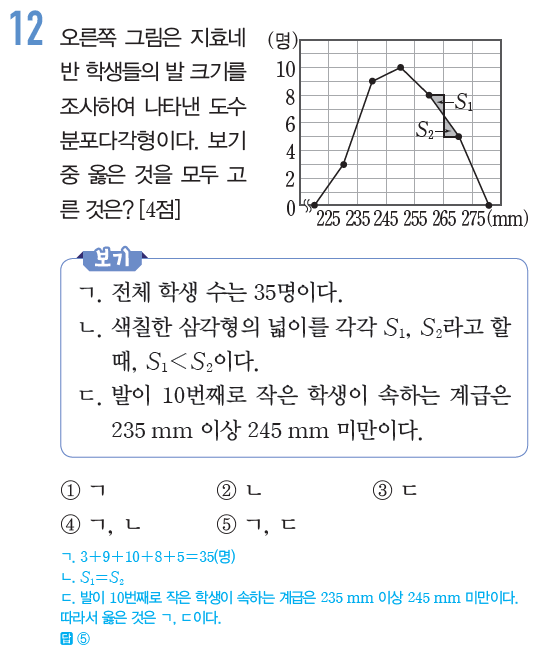 12 오른쪽 그림은 지효네
반 학생들의 발 크기를
조사하여 나타낸 도수
분포다각형이다. 보기
중 옳은 것을 모두 고
른 것은? [4점]
(명)
10
8
6
4
2
0
S₁
S₂
225 235 245 255 265 275(mm)
보기
ㄱ. 전체 학생 수는 35명이다.
ㄴ. 색칠한 삼각형의 넓이를 각각 S₁, S₂라고 할
때, S₁<S₂이다.
ㄷ. 발이 10번째로 작은 학생이 속하는 계급은
235 mm 이상 245 mm 미만이다.
① ㄱ ② ㄴ ③ ㄷ
④ ㄱ, ㄴ ⑤ ㄱ, ㄷ
ㄱ. 3+9+10+8+5=35(명)
ㄴ. S₁=S₂
ㄷ. 발이 10번째로 작은 학생이 속하는 계급은 235 mm 이상 245 mm 미만이다.
따라서 옳은 것은 ㄱ, ㄷ이다.
답 ⑤